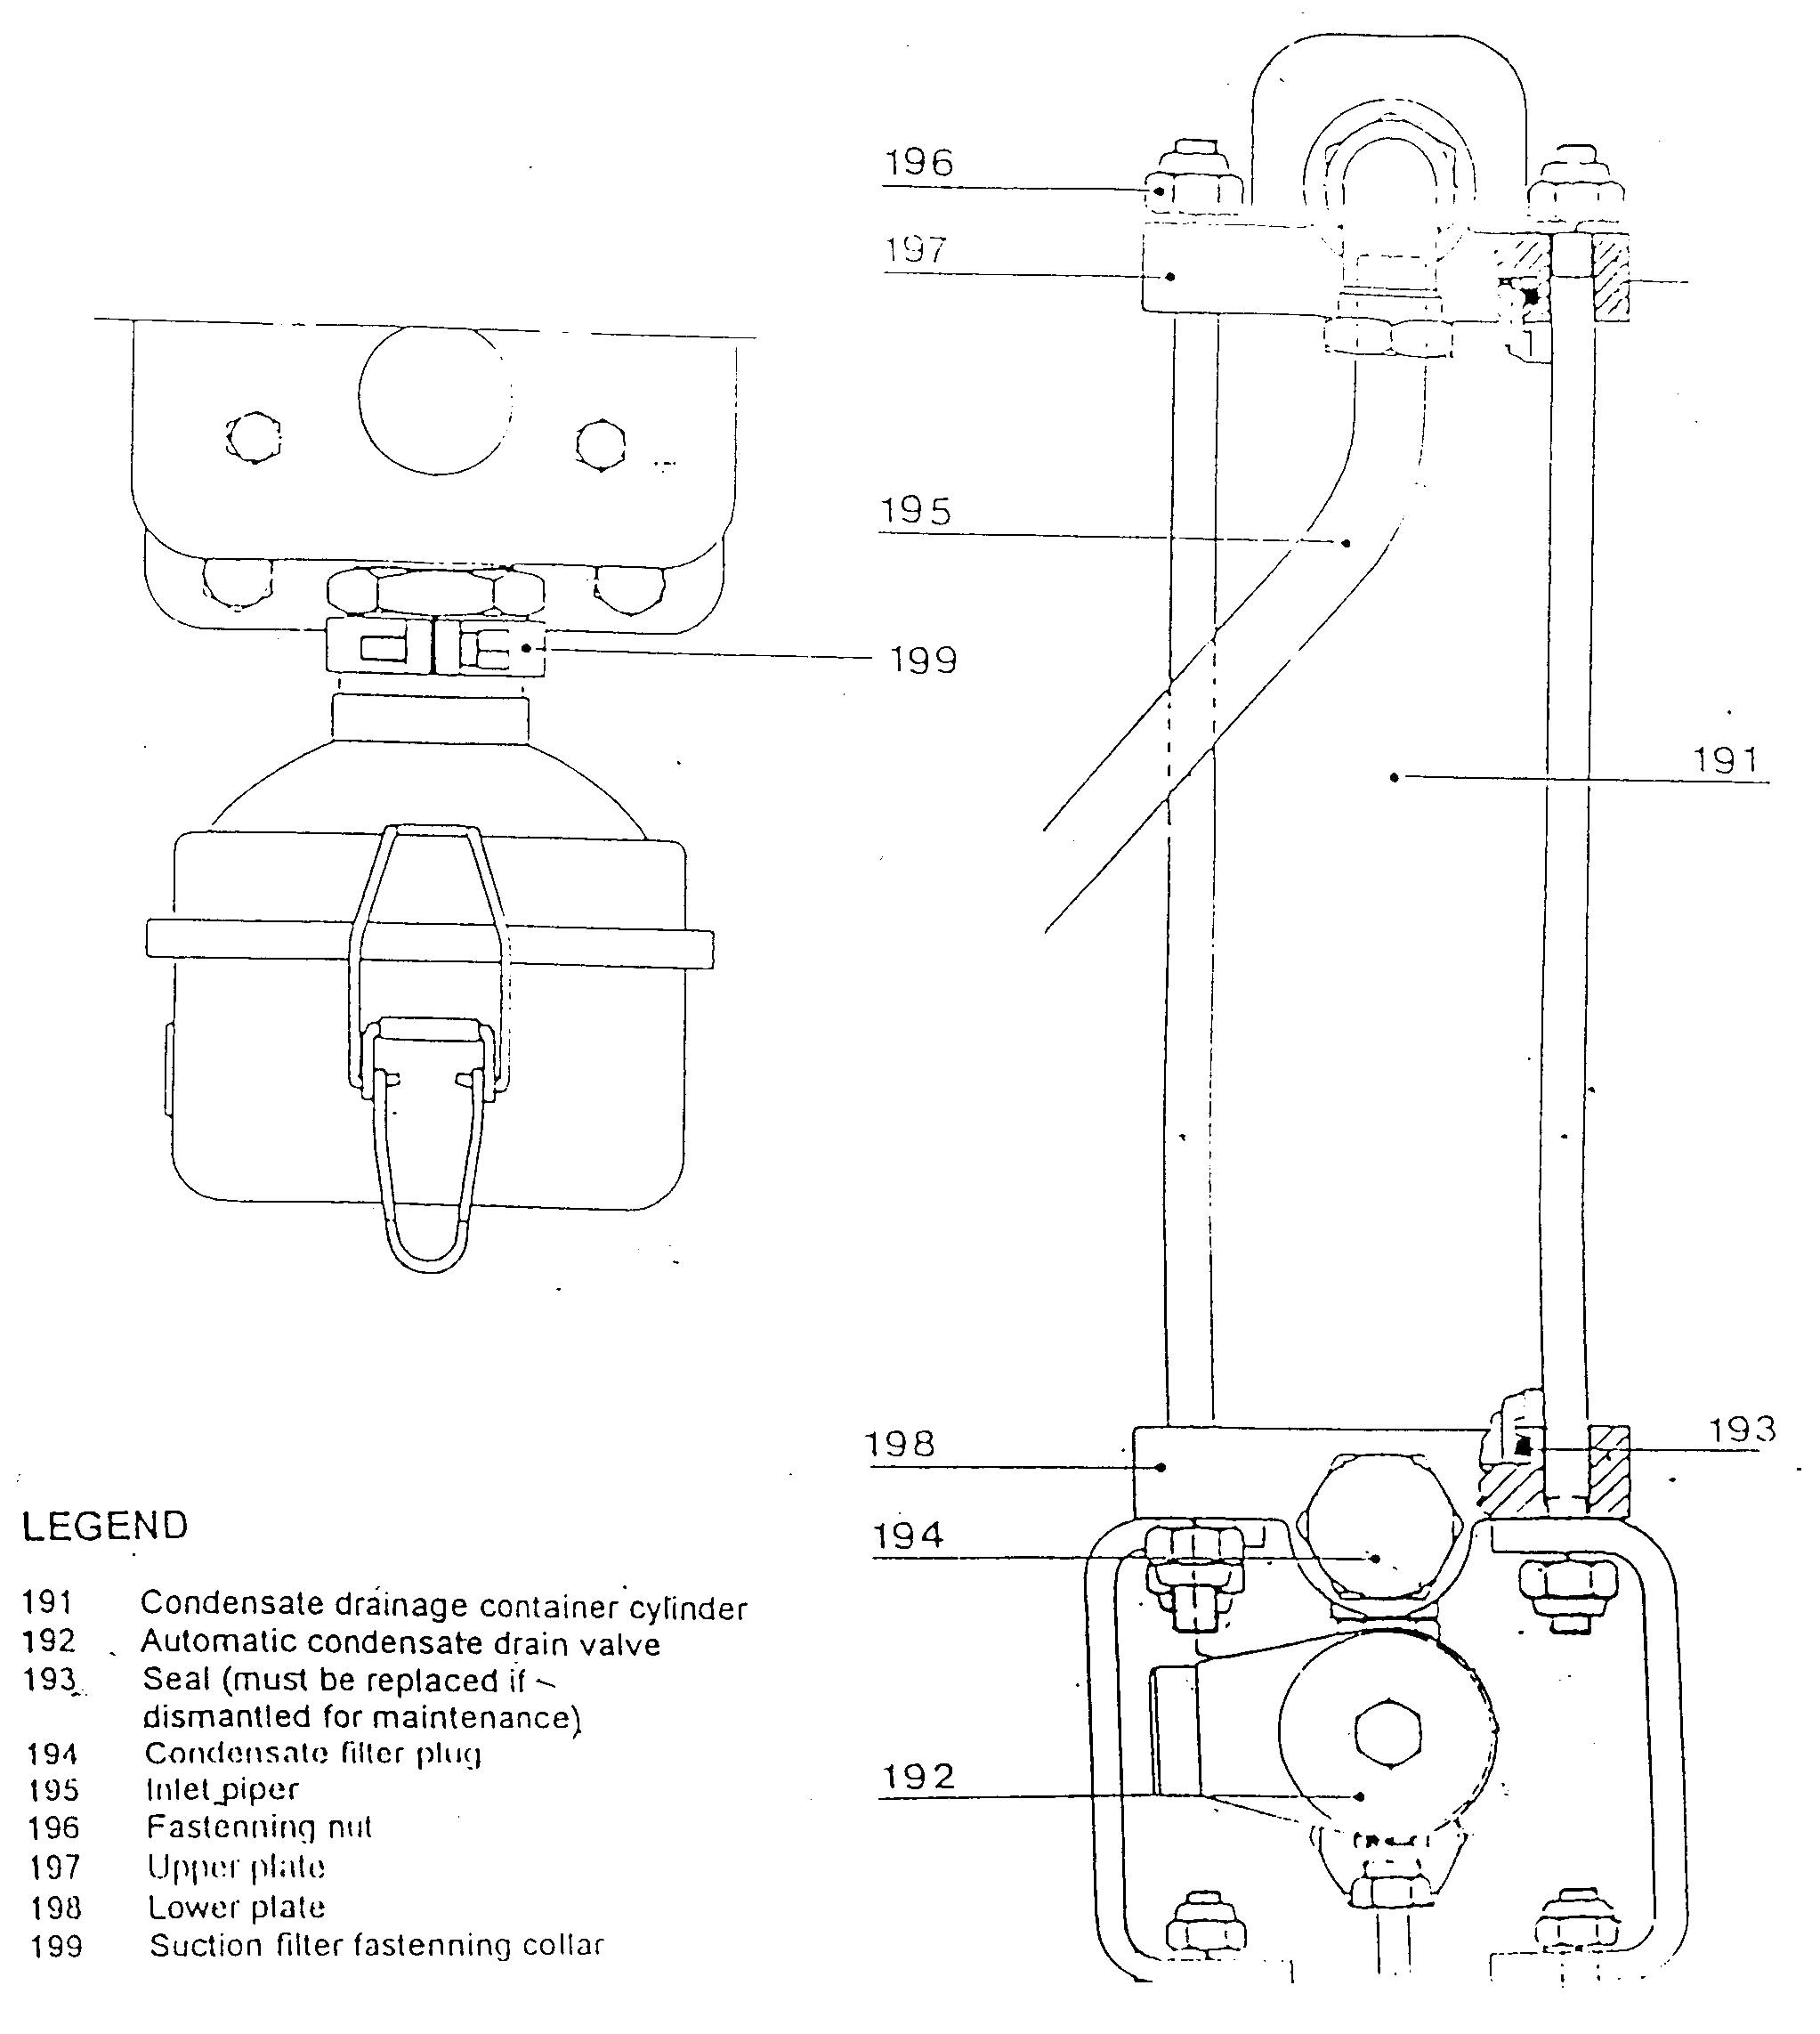 196
197
195
199
191
198
193
194
192
LEGEND
191 Condensate drainage container cylinder
192 Automatic condensate drain valve
193 Seal (must be replaced if
dismantled for maintenance)
194 Condensate filter plug
195 Inlet piper
196 Fastenning nut
197 Upper plate
198 Lower plate
199 Suction filter fastenning collar